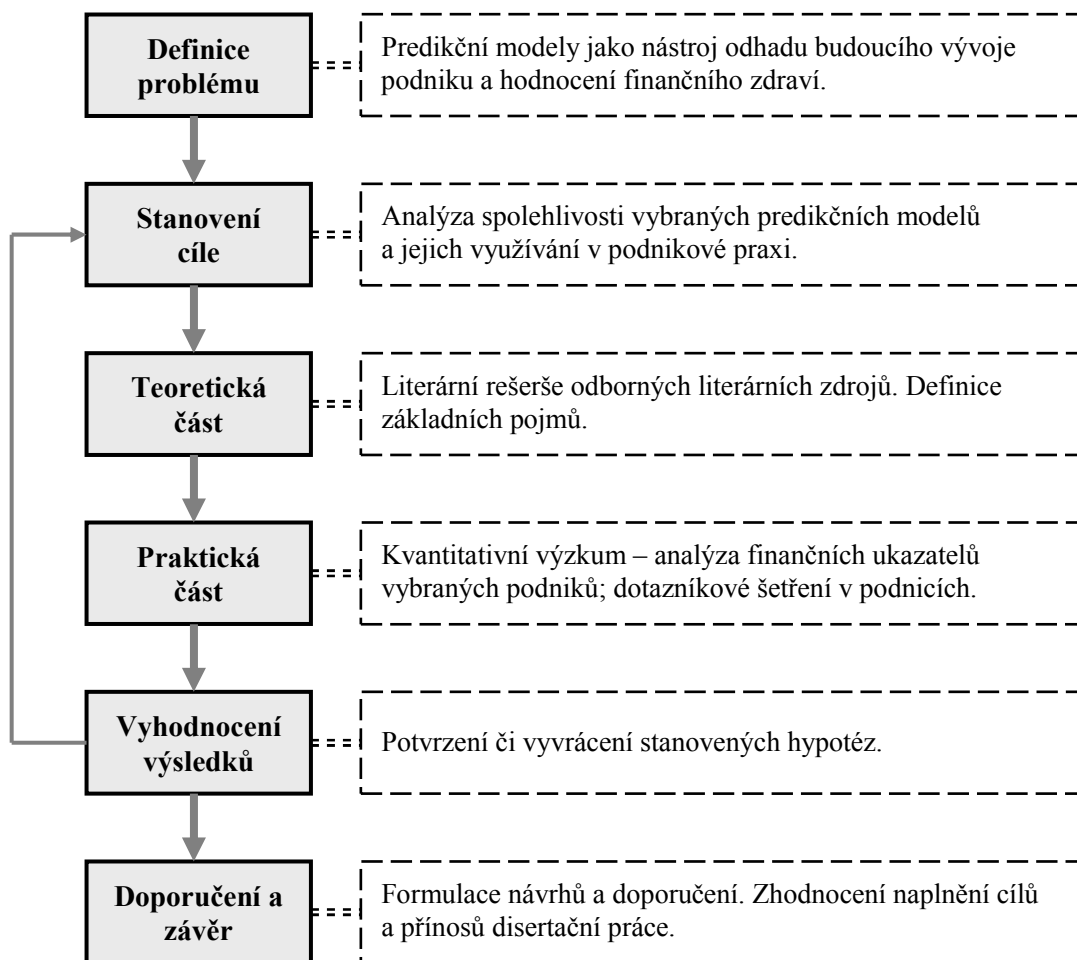 Definice
problému
Predikční modely jako nástroj odhadu budoucího vývoje
podniku a hodnocení finančního zdraví.
Stanovení
cíle
Analýza spolehlivosti vybraných predikčních modelů
a jejich využívání v podnikové praxi.
Teoretická
část
Literární rešerše odborných literárních zdrojů. Definice
základních pojmů.
Praktická
část
Kvantitativní výzkum – analýza finančních ukazatelů
vybraných podniků; dotazníkové šetření v podnicích.
Vyhodnocení
výsledků
Potvrzení či vyvrácení stanovených hypotéz.
Doporučení a
závěr
Formulace návrhů a doporučení. Zhodnocení naplnění cílů
a přínosů disertační práce.